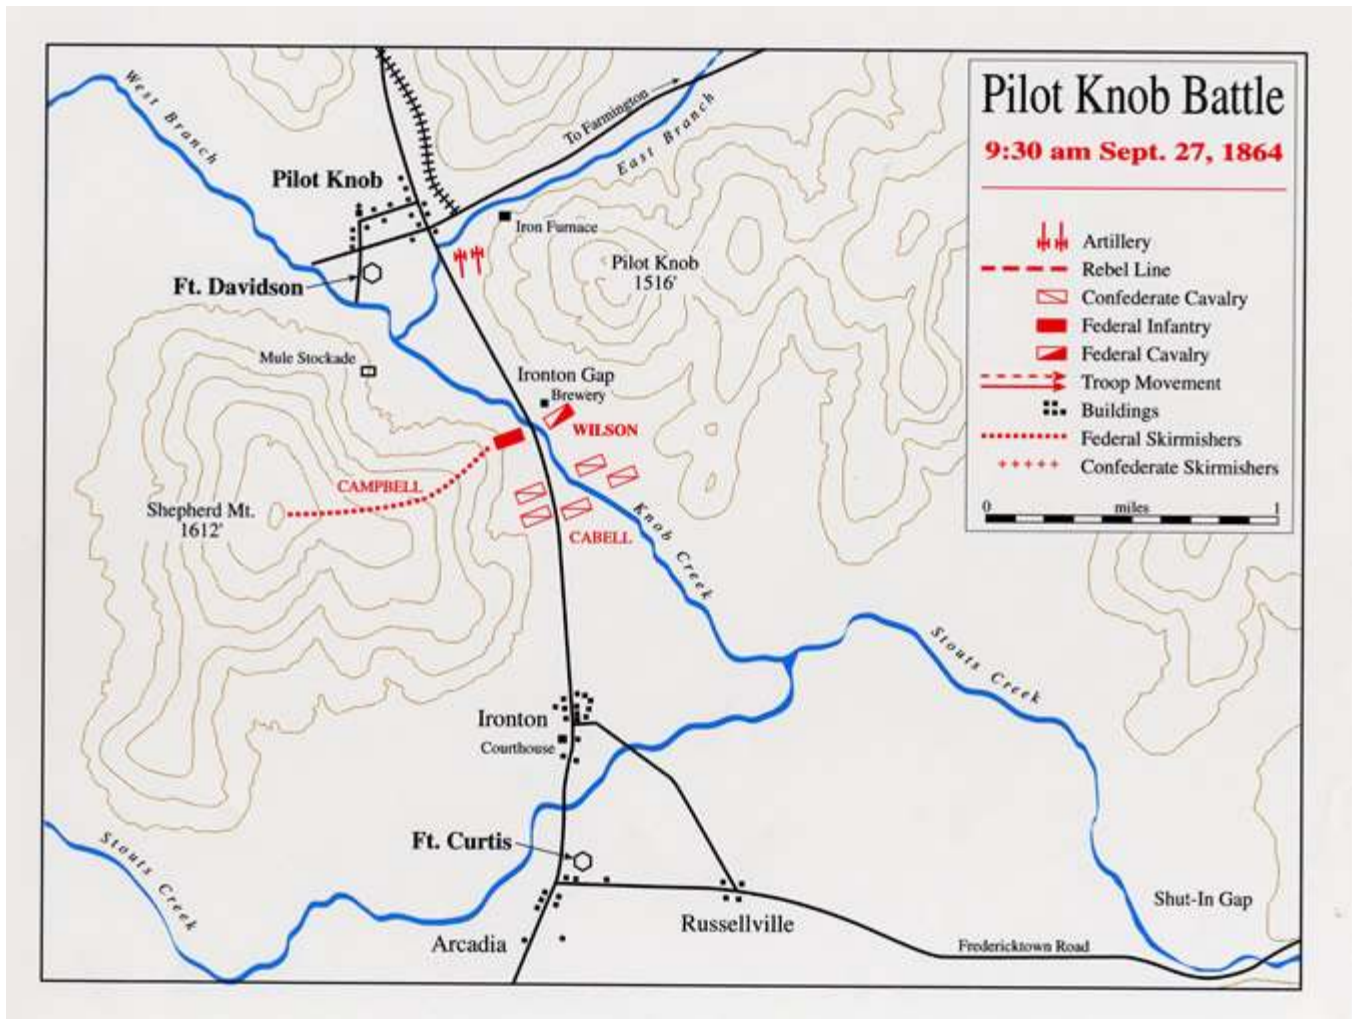 Pilot Knob Battle
9:30 am Sept. 27, 1864
Artillery
Rebel Line
Confederate Cavalry
Federal Infantry
Federal Cavalry
Troop Movement
Buildings
Federal Skirmishers
Confederate Skirmishers
0 miles 1
West Branch
To Farmington
East Branch
Pilot Knob
Iron Furnace
Ft. Davidson
Pilot Knob
1516'
Mule Stockade
Ironton Gap
Brewery
WILSON
CAMPBELL
Shepherd Mt.
1612'
CABELL
Knob Creek
Stouts Creek
Ironton
Courthouse
Ft. Curtis
Stouts Creek
Shut-In Gap
Russellville
Arcadia
Fredericktown Road